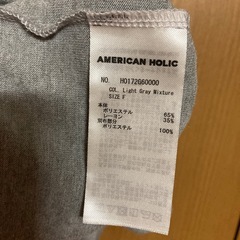 AMERICAN HOLIC
NO. H0172660000
COL. Light Gray Mixture
SIZE F
本体
ポリエステル 65%
レーヨン 35%
別布部分
ポリエステル 100%